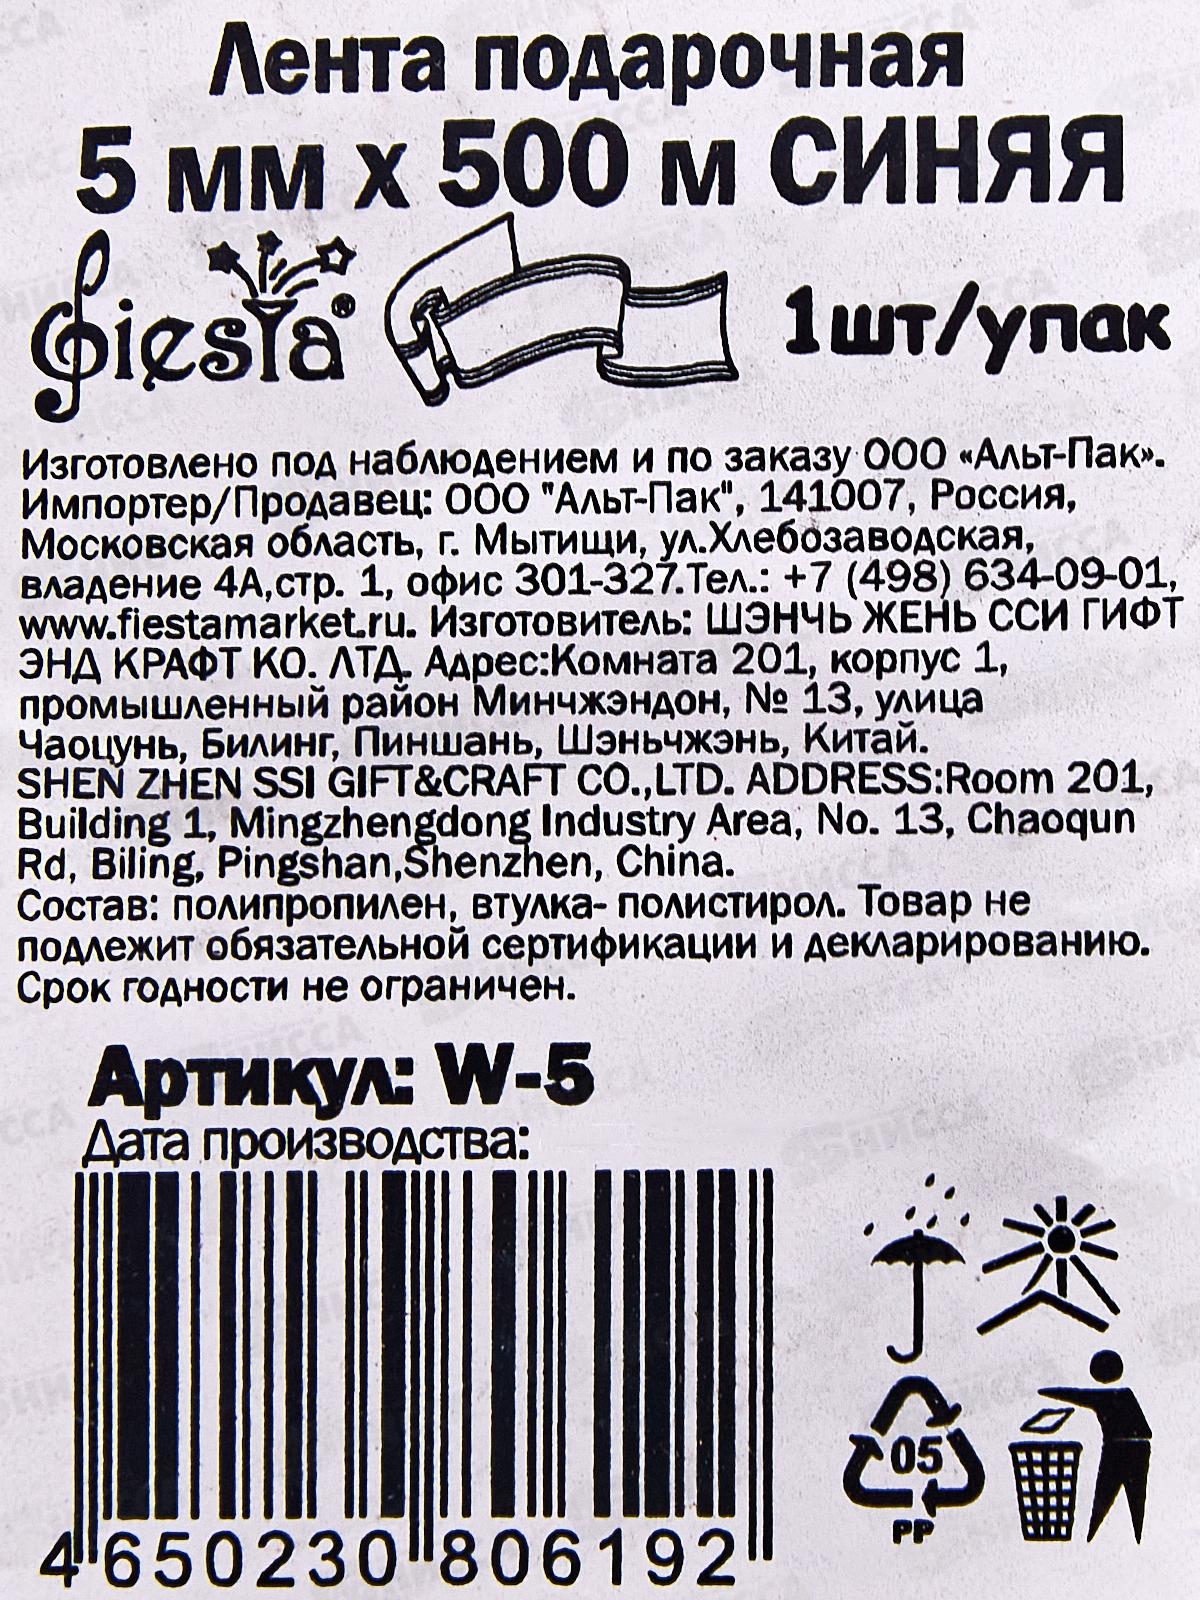 Лента подарочная
5 мм х 500 м СИНЯЯ
fiesta®
1шт/упак
Изготовлено под наблюдением и по заказу ООО «Альт-Пак».
Импортер/Продавец: ООО "Альт-Пак", 141007, Россия,
Московская область, г. Мытищи, ул.Хлебозаводская,
владение 4А,стр. 1, офис 301-327.Тел.: +7 (498) 634-09-01,
www.fiestamarket.ru. Изготовитель: ШЭНЧЬ ЖЕНЬ ССИ ГИФТ
ЭНД КРАФТ КО. ЛТД. Адрес:Комната 201, корпус 1,
промышленный район Минчжэндон, № 13, улица
Чаоцунь, Билинг, Пиншань, Шэньчжэнь, Китай.
SHEN ZHEN SSI GIFT&CRAFT CO.,LTD. ADDRESS:Room 201,
Building 1, Mingzhengdong Industry Area, No. 13, Chaoqun
Rd, Biling, Pingshan,Shenzhen, China.
Состав: полипропилен, втулка- полистирол. Товар не
подлежит обязательной сертификации и декларированию.
Срок годности не ограничен.
Артикул: W-5
Дата производства:
4 650230 806192
05
PP